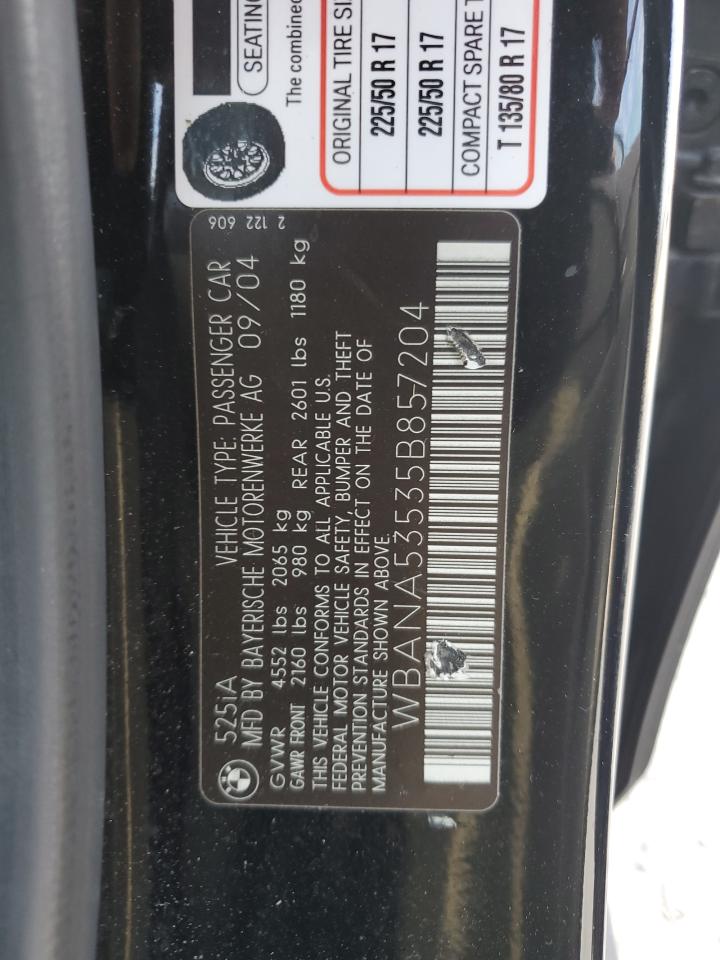 SEATING
The combined
ORIGINAL TIRE SI
225/50 R 17
225/50 R 17
COMPACT SPARE T
T 135/80 R 17
2 122 606
525IA VEHICLE TYPE: PASSENGER CAR
MFD BY BAYERISCHE MOTORENWERKE AG 09/04
GVWR 4552 lbs 2065 kg
GAWR FRONT 2160 lbs 980 kg REAR 2601 lbs 1180 kg
THIS VEHICLE CONFORMS TO ALL APPLICABLE U.S.
FEDERAL MOTOR VEHICLE SAFETY, BUMPER AND THEFT
PREVENTION STANDARDS IN EFFECT ON THE DATE OF
MANUFACTURE SHOWN ABOVE.
WBANA53535B857204